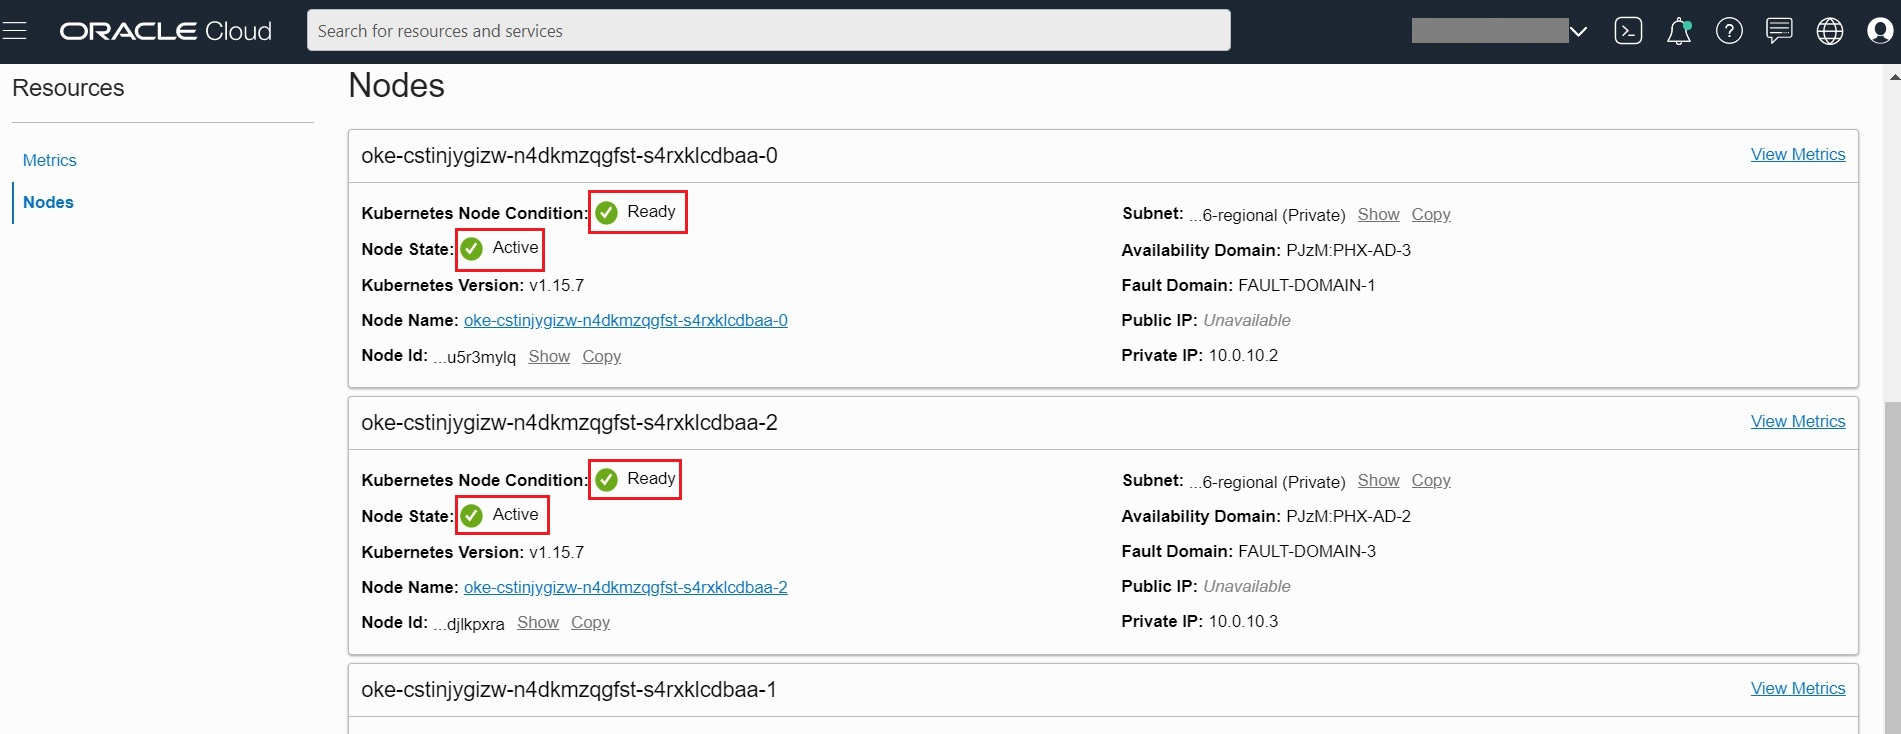 ORACLE Cloud
Search for resources and services
Resources
Metrics
Nodes
Nodes
oke-cstinjygizw-n4dkmzqgfst-s4rxklcdbaa-0
View Metrics
Kubernetes Node Condition: Ready
Node State: Active
Kubernetes Version: v1.15.7
Node Name: oke-cstinjygizw-n4dkmzqgfst-s4rxklcdbaa-0
Node Id: ...u5r3mylq Show Copy
Subnet: ...6-regional (Private) Show Copy
Availability Domain: PJzM:PHX-AD-3
Fault Domain: FAULT-DOMAIN-1
Public IP: Unavailable
Private IP: 10.0.10.2
oke-cstinjygizw-n4dkmzqgfst-s4rxklcdbaa-2
View Metrics
Kubernetes Node Condition: Ready
Node State: Active
Kubernetes Version: v1.15.7
Node Name: oke-cstinjygizw-n4dkmzqgfst-s4rxklcdbaa-2
Node Id: ...djlkpxra Show Copy
Subnet: ...6-regional (Private) Show Copy
Availability Domain: PJzM:PHX-AD-2
Fault Domain: FAULT-DOMAIN-3
Public IP: Unavailable
Private IP: 10.0.10.3
oke-cstinjygizw-n4dkmzqgfst-s4rxklcdbaa-1
View Metrics